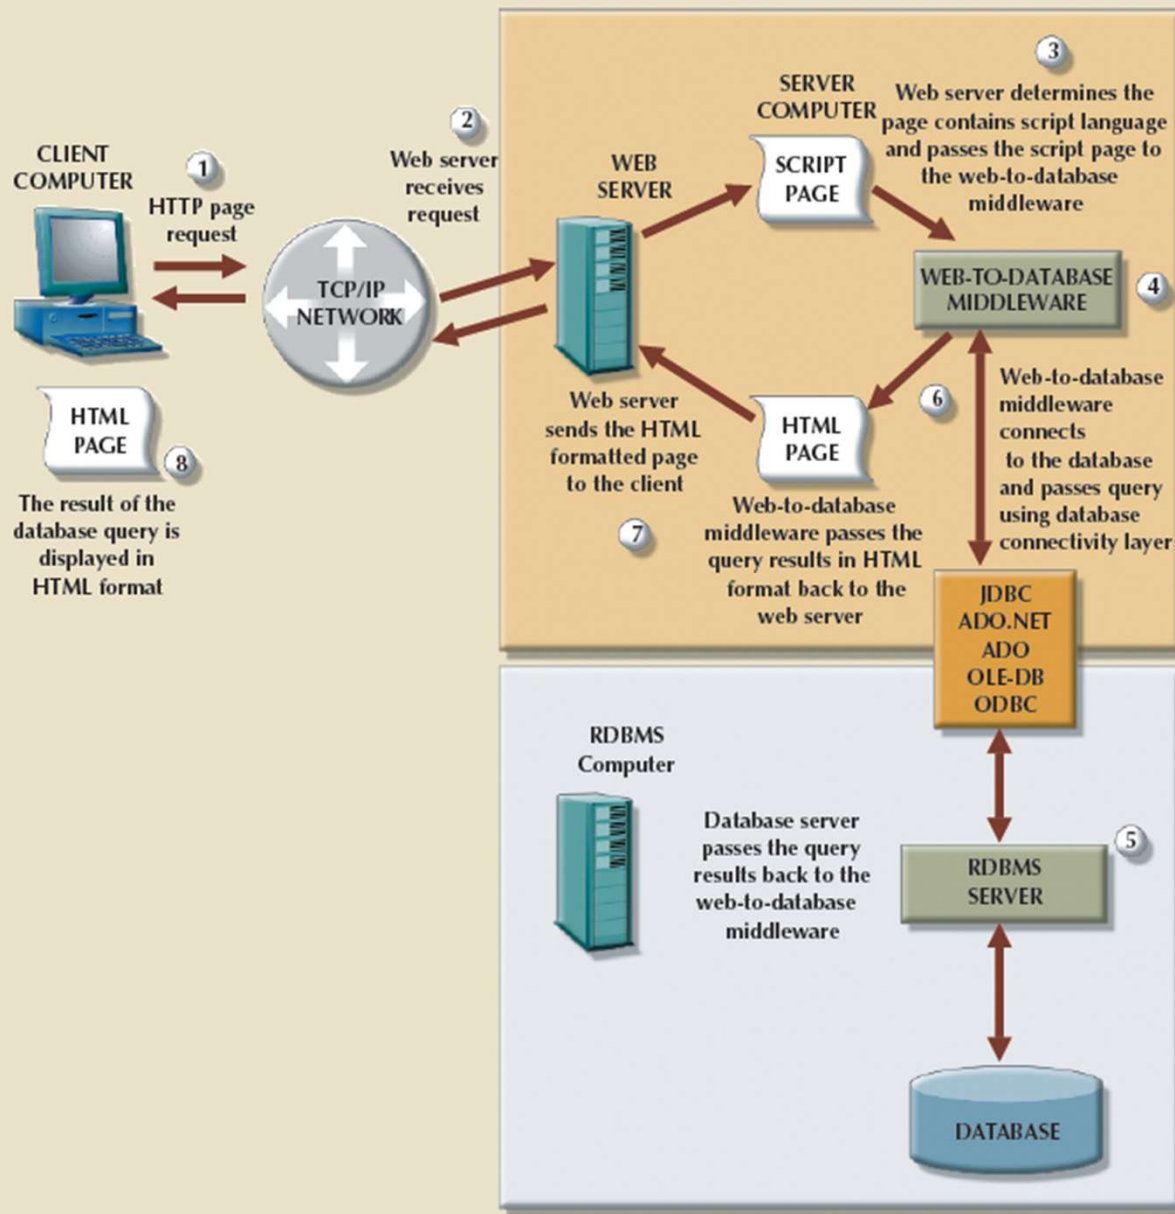 CLIENT
COMPUTER
1
HTTP page
request
2
Web server
receives
request
TCP/IP
NETWORK
WEB
SERVER
SERVER
COMPUTER
SCRIPT
PAGE
3
Web server determines the
page contains script language
and passes the script page to
the web-to-database
middleware
WEB-TO-DATABASE
MIDDLEWARE
4
Web-to-database
middleware
connects
to the database
and passes query
using database
connectivity layer
JDBC
ADO.NET
ADO
OLE-DB
ODBC
RDBMS
Computer
Database server
passes the query
results back to the
web-to-database
middleware
5
RDBMS
SERVER
DATABASE
6
HTML
PAGE
Web-to-database
middleware passes the
query results in HTML
format back to the
web server
Web server
sends the HTML
formatted page
to the client
7
HTML
PAGE
8
The result of the
database query is
displayed in
HTML format